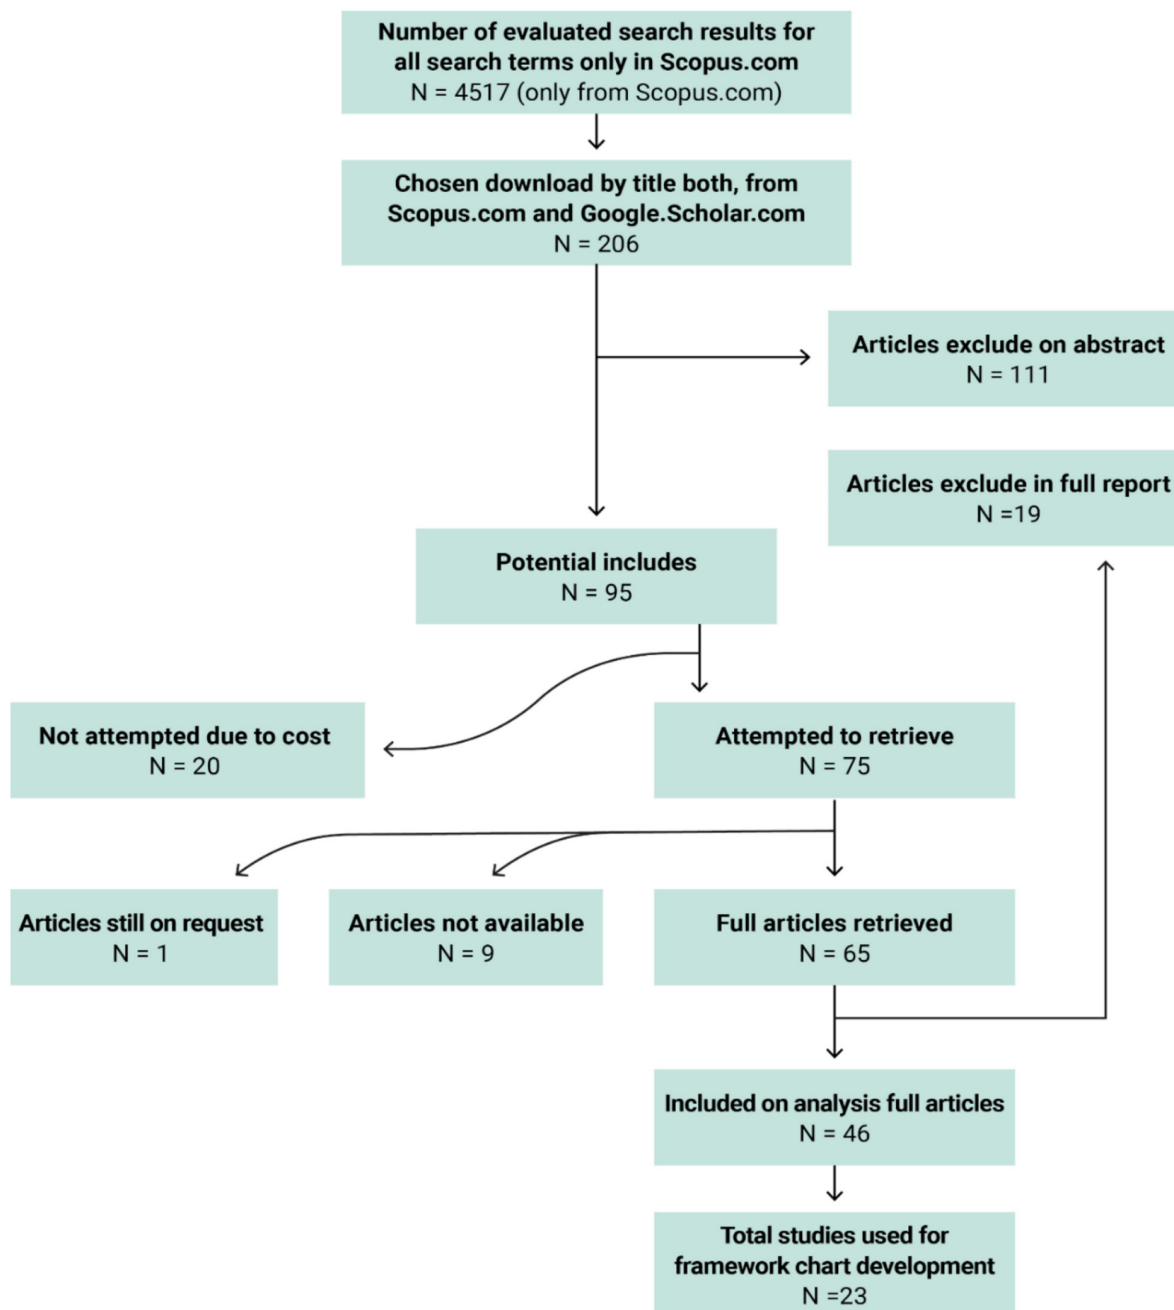 Number of evaluated search results for
all search terms only in Scopus.com
N = 4517 (only from Scopus.com)
Chosen download by title both, from
Scopus.com and Google.Scholar.com
N = 206
Articles exclude on abstract
N = 111
Articles exclude in full report
N =19
Potential includes
N = 95
Not attempted due to cost
N = 20
Attempted to retrieve
N = 75
Articles still on request
N = 1
Articles not available
N = 9
Full articles retrieved
N = 65
Included on analysis full articles
N = 46
Total studies used for
framework chart development
N =23